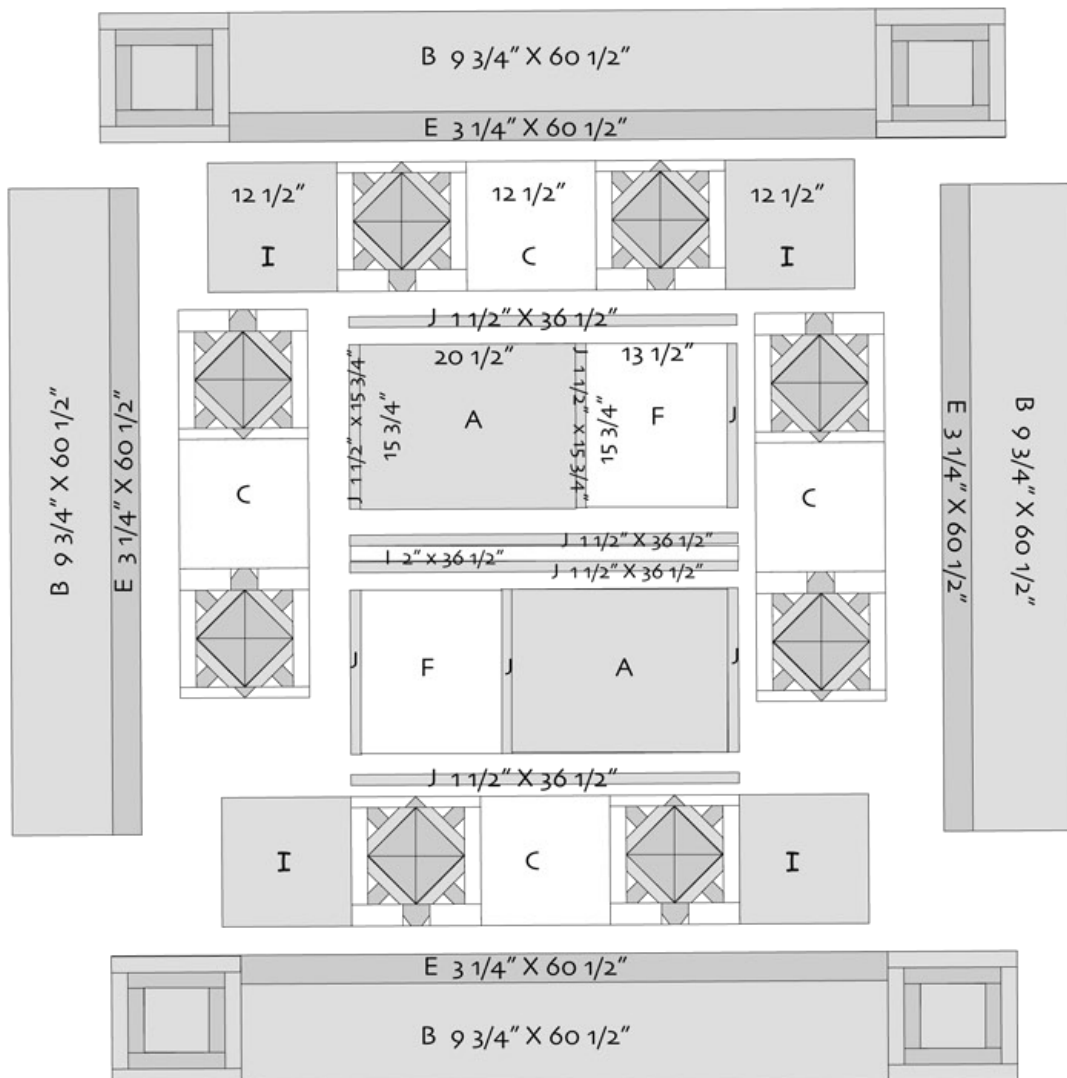 B 9 3/4" X 60 1/2"
E 3 1/4" X 60 1/2"
12 1/2"
I
12 1/2"
C
12 1/2"
I
B 9 3/4" X 60 1/2"
E 3 1/4" X 60 1/2"
C
J 1 1/2" X 36 1/2"
J 1 1/2" x 15 3/4"
15 3/4"
20 1/2"
A
J 1 1/2" x 15 3/4"
15 3/4"
13 1/2"
F
J
C
E 3 1/4" X 60 1/2"
B 9 3/4" X 60 1/2"
J 1 1/2" X 36 1/2"
I 2" x 36 1/2"
J 1 1/2" X 36 1/2"
J
F
J
A
J
J 1 1/2" X 36 1/2"
I
C
I
E 3 1/4" X 60 1/2"
B 9 3/4" X 60 1/2"